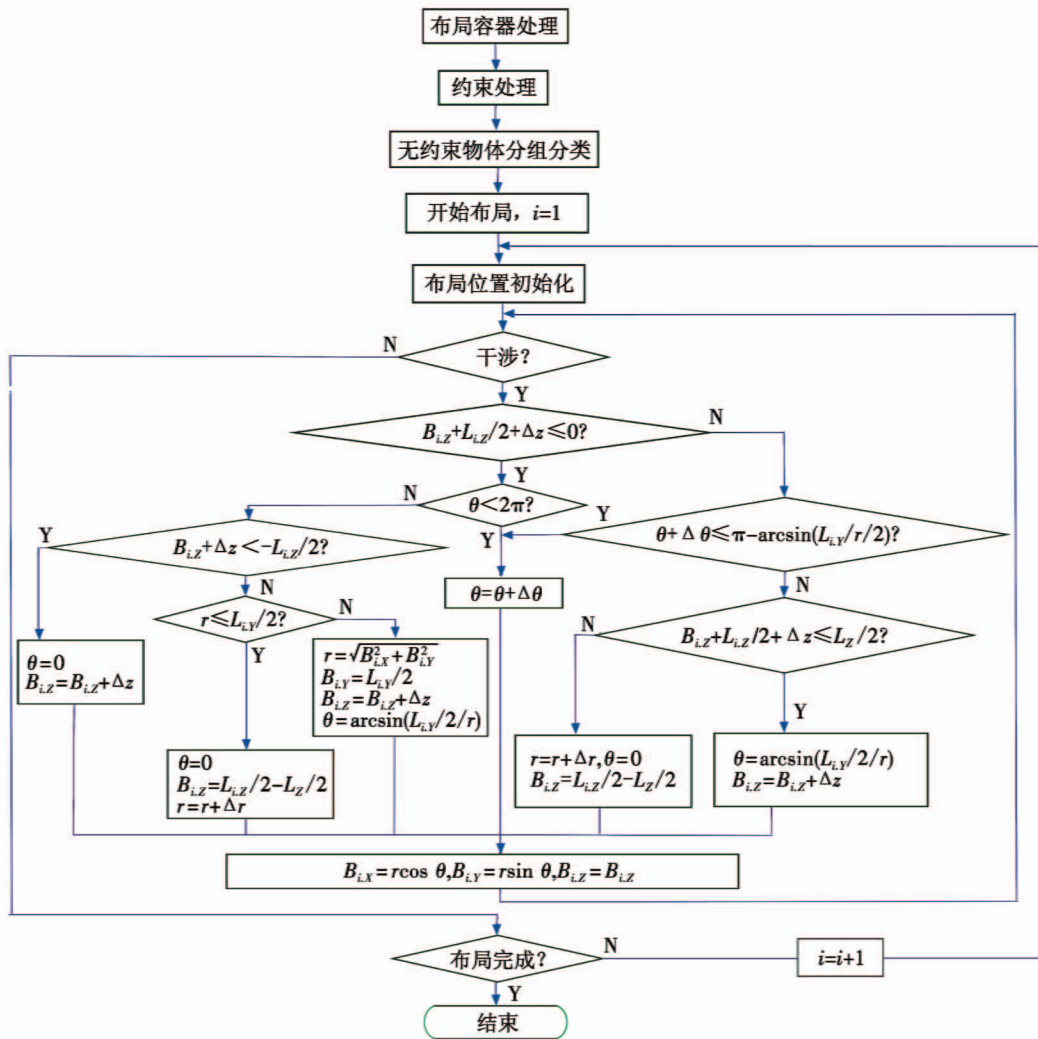 布局容器处理
约束处理
无约束物体分组分类
开始布局，i=1
布局位置初始化
N
干涉？
Y
B_{i.Z}+L_{i.Z}/2+Δz≤0?
N
Y
N
θ<2π?
Y
Y
B_{i.Z}+Δz<-L_{i.Z}/2?
Y
θ+Δθ≤π-arcsin(L_{i.Y}/r/2)?
N
θ=θ+Δθ
N
r≤L_{i.Y}/2?
N
N
B_{i.Z}+L_{i.Z}/2+Δz≤L_Z/2?
θ=0
B_{i.Z}=B_{i.Z}+Δz
Y
r=√(B_{i.X}^2+B_{i.Y}^2)
B_{i.Y}=L_{i.Y}/2
B_{i.Z}=B_{i.Z}+Δz
θ=arcsin(L_{i.Y}/2/r)
Y
θ=0
B_{i.Z}=L_{i.Z}/2-L_Z/2
r=r+Δr
r=r+Δr,θ=0
B_{i.Z}=L_{i.Z}/2-L_Z/2
θ=arcsin(L_{i.Y}/2/r)
B_{i.Z}=B_{i.Z}+Δz
B_{i.X}=rcos θ,B_{i.Y}=rsin θ,B_{i.Z}=B_{i.Z}
布局完成？
N
i=i+1
Y
结束